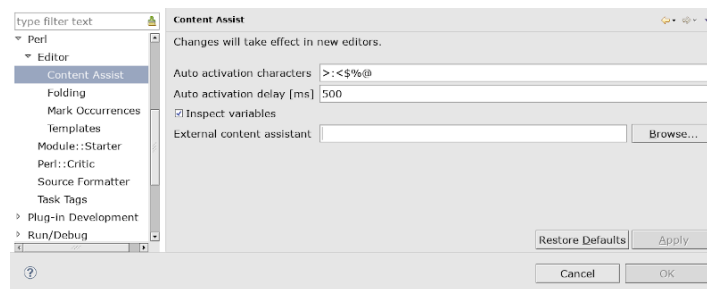 type filter text
Perl
Editor
Content Assist
Folding
Mark Occurrences
Templates
Module::Starter
Perl::Critic
Source Formatter
Task Tags
Plug-in Development
Run/Debug
Content Assist
Changes will take effect in new editors.
Auto activation characters >:<$%@
Auto activation delay [ms] 500
Inspect variables
External content assistant Browse...
Restore Defaults Apply
Cancel OK